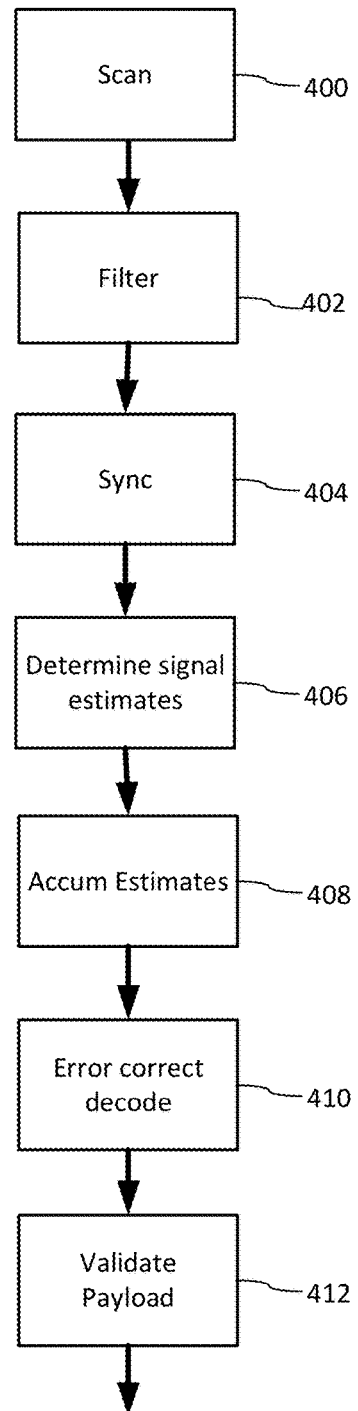 Scan
400
Filter
402
Sync
404
Determine signal
estimates
406
Accum Estimates
408
Error correct
decode
410
Validate
Payload
412